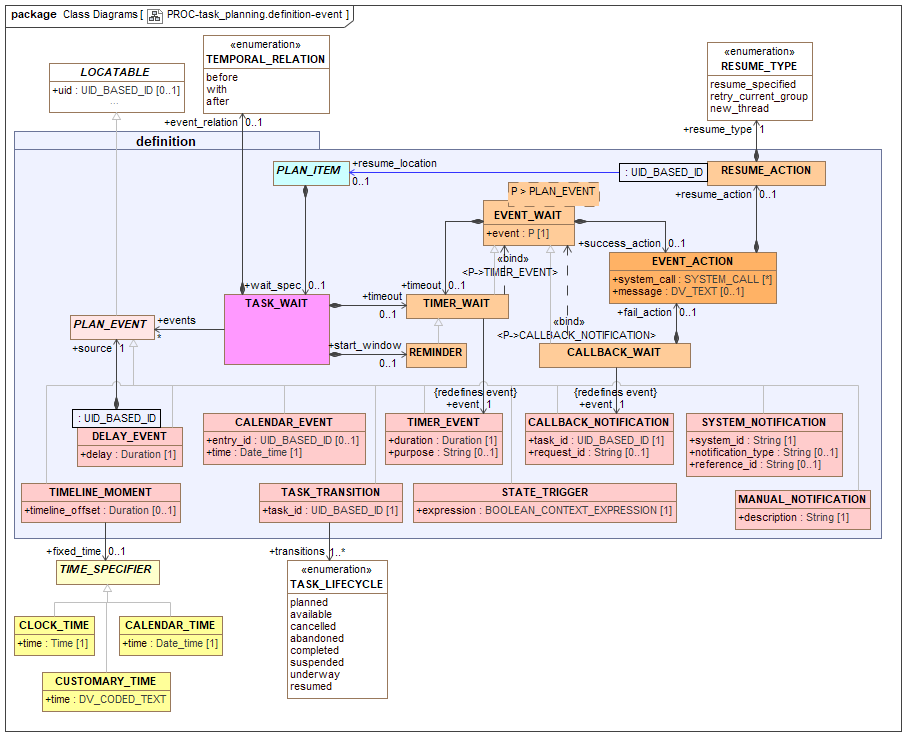 package Class Diagrams [ PROC-task_planning.definition-event ]
«enumeration»
TEMPORAL_RELATION
before
with
after
«enumeration»
RESUME_TYPE
resume_specified
retry_current_group
new_thread
LOCATABLE
+uid : UID_BASED_ID [0..1]
...
+event_relation 0..1
+resume_type 1
definition
PLAN_ITEM
+resume_location
0..1
: UID_BASED_ID
RESUME_ACTION
P > PLAN_EVENT
+resume_action 0..1
EVENT_WAIT
+event : P [1]
+success_action 0..1
«bind»
<P->TIMER_EVENT>
EVENT_ACTION
+system_call : SYSTEM_CALL [*]
+message : DV_TEXT [0..1]
+wait_spec 0..1
+timeout 0..1
TASK_WAIT
+timeout
0..1
TIMER_WAIT
+fail_action 0..1
PLAN_EVENT
+events
*
«bind»
<P->CALLBACK_NOTIFICATION>
+source 1
+start_window
0..1
REMINDER
CALLBACK_WAIT
{redefines event}
+event 1
{redefines event}
+event 1
: UID_BASED_ID
DELAY_EVENT
+delay : Duration [1]
CALENDAR_EVENT
+entry_id : UID_BASED_ID [0..1]
+time : Date_time [1]
TIMER_EVENT
+duration : Duration [1]
+purpose : String [0..1]
CALLBACK_NOTIFICATION
+task_id : UID_BASED_ID [1]
+request_id : String [0..1]
SYSTEM_NOTIFICATION
+system_id : String [1]
+notification_type : String [0..1]
+reference_id : String [0..1]
TIMELINE_MOMENT
+timeline_offset : Duration [0..1]
TASK_TRANSITION
+task_id : UID_BASED_ID [1]
STATE_TRIGGER
+expression : BOOLEAN_CONTEXT_EXPRESSION [1]
MANUAL_NOTIFICATION
+description : String [1]
+fixed_time 0..1
+transitions 1..*
TIME_SPECIFIER
«enumeration»
TASK_LIFECYCLE
planned
available
cancelled
abandoned
completed
suspended
underway
resumed
CLOCK_TIME
+time : Time [1]
CALENDAR_TIME
+time : Date_time [1]
CUSTOMARY_TIME
+time : DV_CODED_TEXT